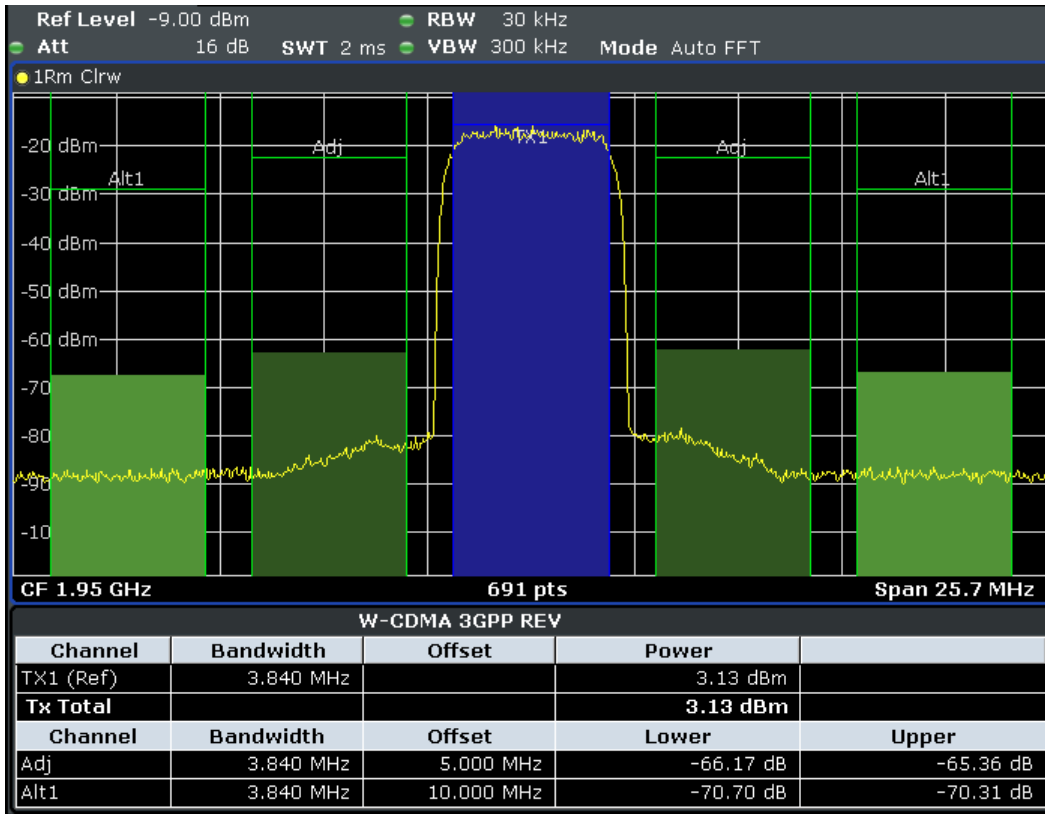 Ref Level -9.00 dBm RBW 30 kHz
Att 16 dB SWT 2 ms VBW 300 kHz Mode Auto FFT
1Rm Clrw
-20 dBm
Adj
TX1
Adj
Alt1
Alt1
-30 dBm
-40 dBm
-50 dBm
-60 dBm
-70
-80
-90
-10
CF 1.95 GHz 691 pts Span 25.7 MHz
W-CDMA 3GPP REV
Channel Bandwidth Offset Power
TX1 (Ref) 3.840 MHz 3.13 dBm
Tx Total 3.13 dBm
Channel Bandwidth Offset Lower Upper
Adj 3.840 MHz 5.000 MHz -66.17 dB -65.36 dB
Alt1 3.840 MHz 10.000 MHz -70.70 dB -70.31 dB